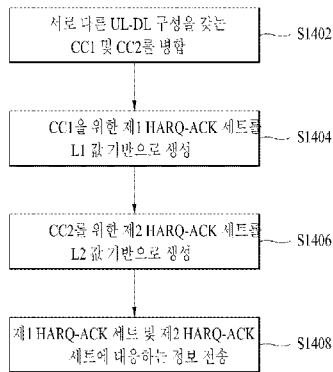 서로 다른 UL-DL 구성을 갖는
CC1 및 CC2를 병합
S1402
CC1을 위한 제1 HARQ-ACK 세트를
L1 값 기반으로 생성
S1404
CC2를 위한 제2 HARQ-ACK 세트를
L2 값 기반으로 생성
S1406
제1 HARQ-ACK 세트 및 제2 HARQ-ACK
세트에 대응하는 정보 전송
S1408